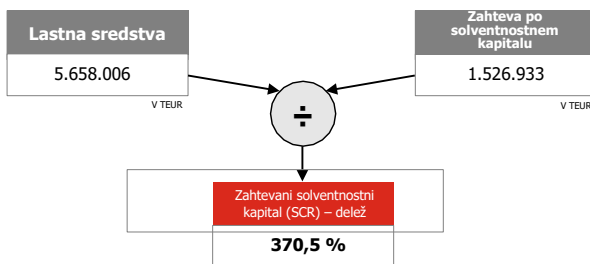 Lastna sredstva
5.658.006
V TEUR
Zahteva po
solventnostnem
kapitalu
1.526.933
V TEUR
÷
Zahtevani solventnostni
kapital (SCR) – delež
370,5 %